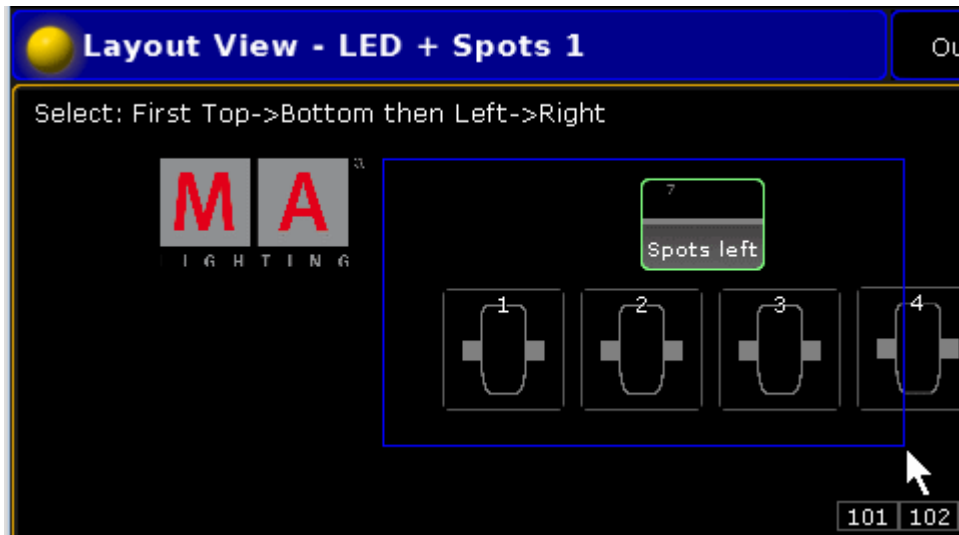 Layout View - LED + Spots 1
Ou
Select: First Top->Bottom then Left->Right
MA
LIGHTING
7
Spots left
1 2 3 4
101 102